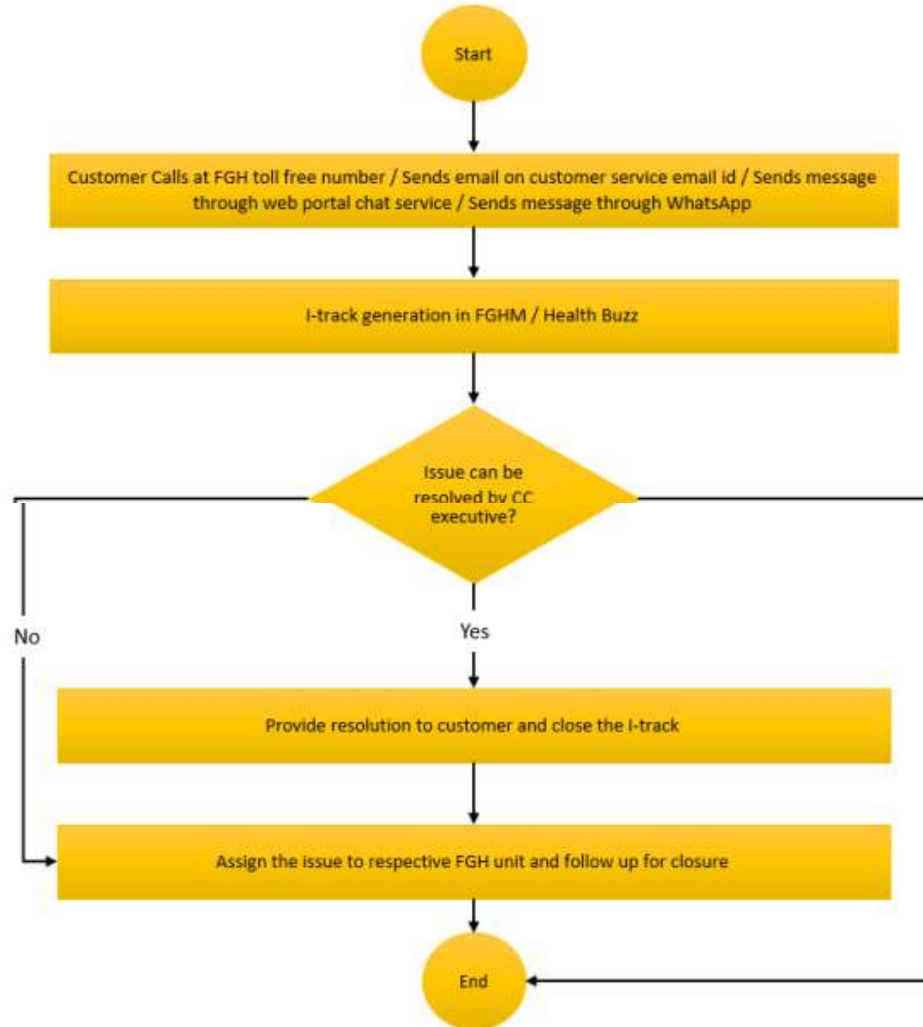 Start
Customer Calls at FGH toll free number / Sends email on customer service email id / Sends message
through web portal chat service / Sends message through WhatsApp
I-track generation in FGHM / Health Buzz
Issue can be
resolved by CC
executive?
No
Yes
Provide resolution to customer and close the I-track
Assign the issue to respective FGH unit and follow up for closure
End